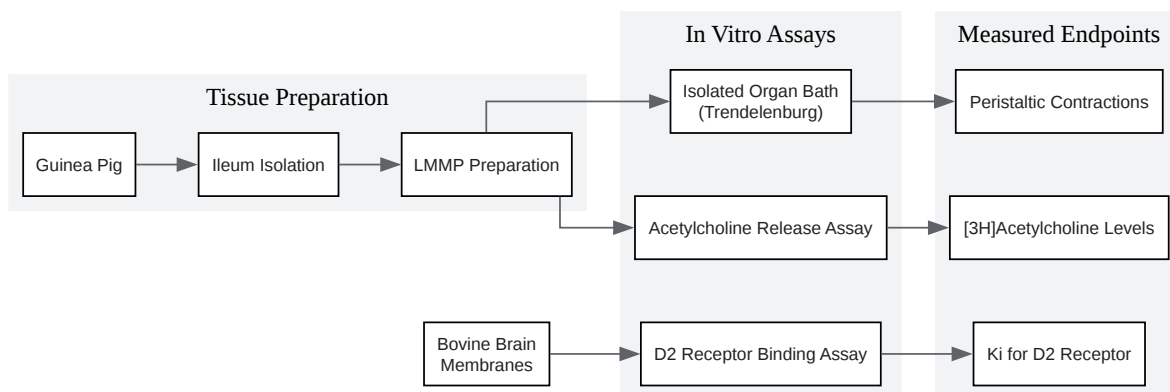 In Vitro Assays
Measured Endpoints
Tissue Preparation
Isolated Organ Bath
(Trendelenburg)
Peristaltic Contractions
Guinea Pig
Ileum Isolation
LMMP Preparation
Acetylcholine Release Assay
[3H]Acetylcholine Levels
Bovine Brain
Membranes
D2 Receptor Binding Assay
Ki for D2 Receptor